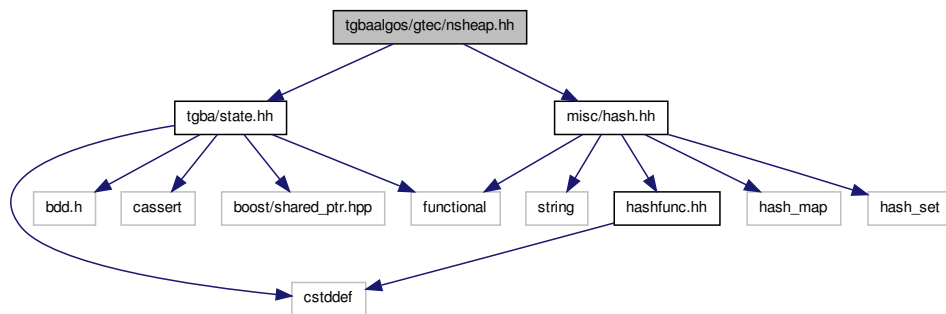 tgbaalgos/gtec/nsheap.hh
tgba/state.hh
misc/hash.hh
bdd.h
cassert
boost/shared_ptr.hpp
functional
string
hashfunc.hh
hash_map
hash_set
cstddef